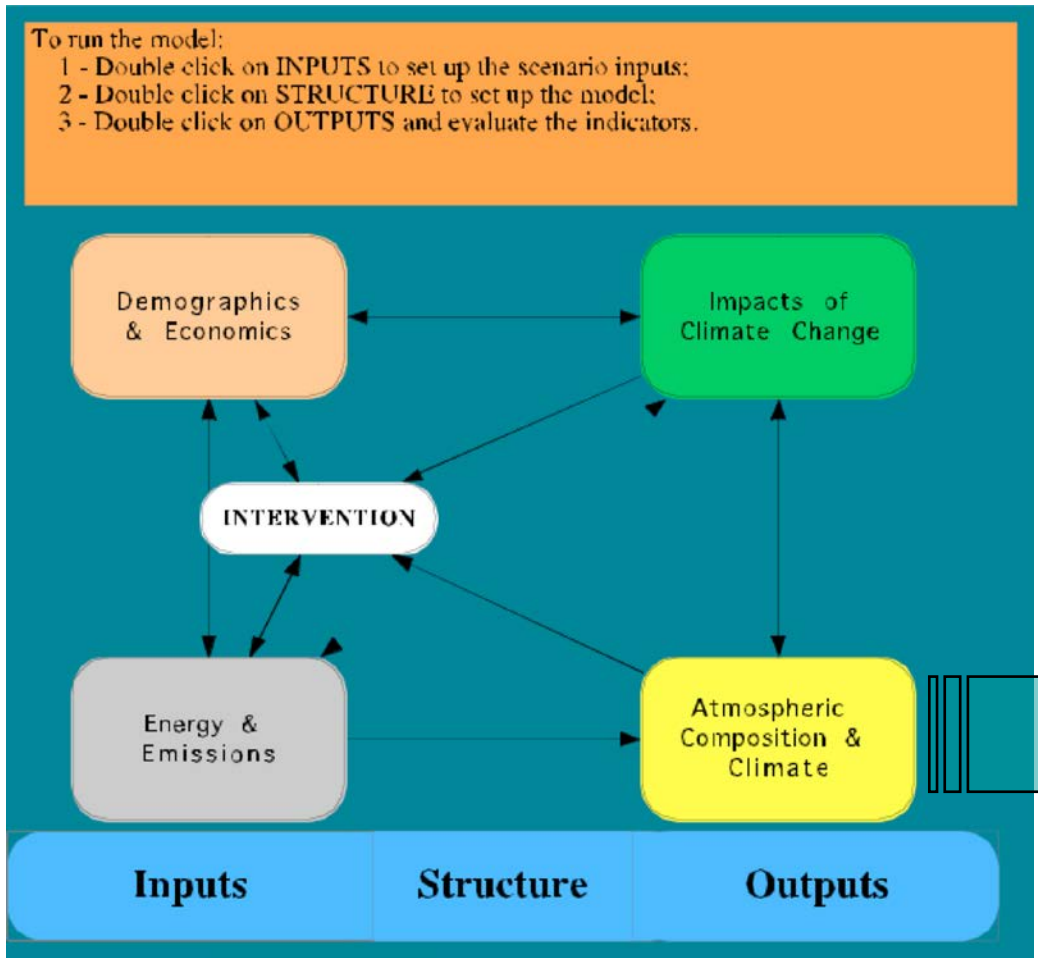 To run the model:
1 - Double click on INPUTS to set up the scenario inputs;
2 - Double click on STRUCTURE to set up the model;
3 - Double click on OUTPUTS and evaluate the indicators.
Demographics
& Economics
Impacts of
Climate Change
INTERVENTION
Energy &
Emissions
Atmospheric
Composition &
Climate
Inputs
Structure
Outputs